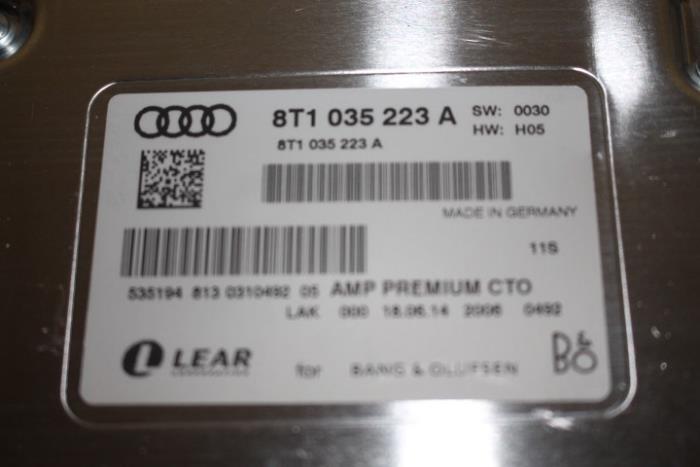 8T1 035 223 A SW: 0030
HW: H05
8T1 035 223 A
MADE IN GERMANY
11S
535194 813 0310492 05 AMP PREMIUM CTO
LAK 000 18.06.14 2006 0492
LEAR
CORPORATION
for BANG & OLUFSEN
B&O